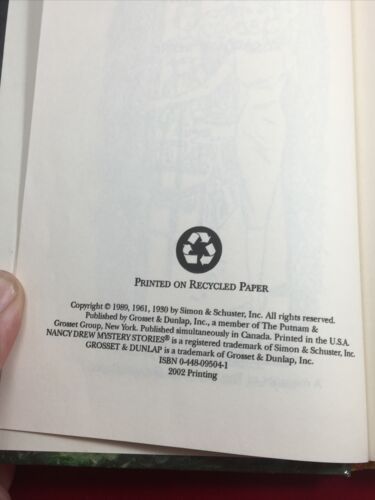 PRINTED ON RECYCLED PAPER
Copyright © 1989, 1961, 1930 by Simon & Schuster, Inc. All rights reserved.
Published by Grosset & Dunlap, Inc., a member of The Putnam &
Grosset Group, New York. Published simultaneously in Canada. Printed in the U.S.A.
NANCY DREW MYSTERY STORIES® is a registered trademark of Simon & Schuster, Inc.
GROSSET & DUNLAP is a trademark of Grosset & Dunlap, Inc.
ISBN 0-448-09504-1
2002 Printing